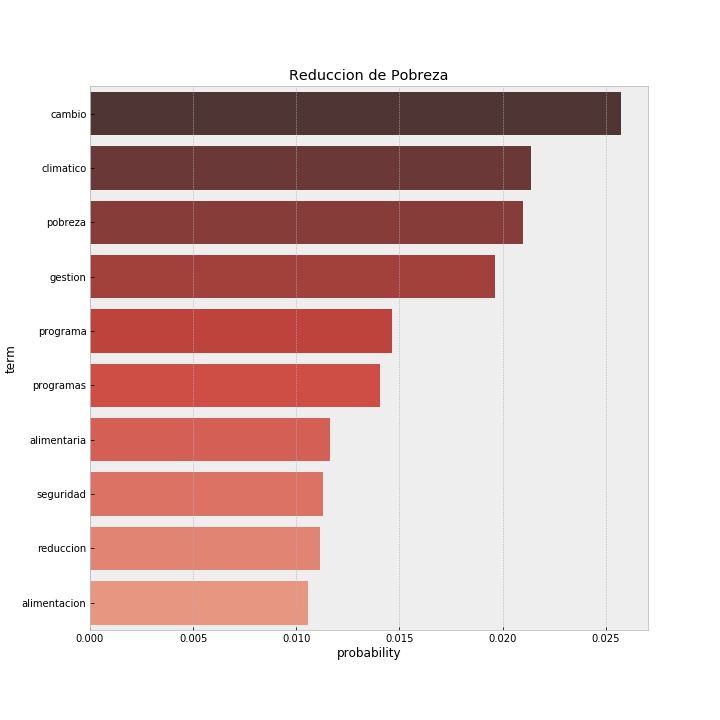 Reduccion de Pobreza
cambio
climatico
pobreza
gestion
programa
programas
alimentaria
seguridad
reduccion
alimentacion
term
0.000 0.005 0.010 0.015 0.020 0.025
probability